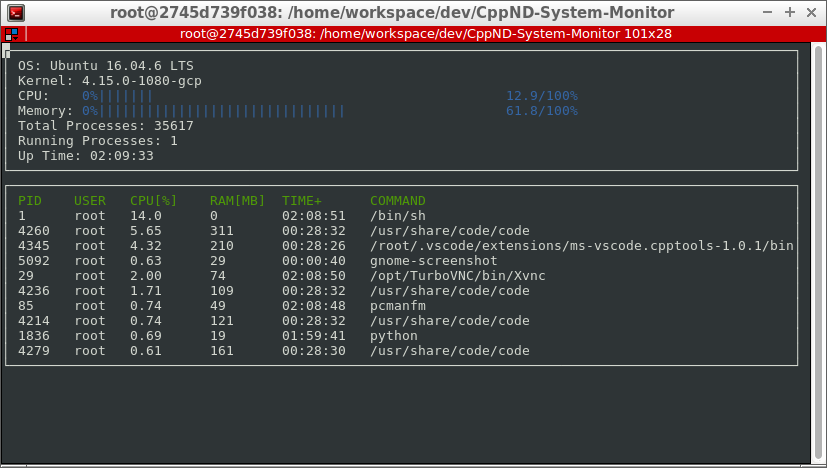 root@2745d739f038: /home/workspace/dev/CppND-System-Monitor
root@2745d739f038: /home/workspace/dev/CppND-System-Monitor 101x28
OS: Ubuntu 16.04.6 LTS
Kernel: 4.15.0-1080-gcp
CPU: 0%||||||| 12.9/100%
Memory: 0%||||||||||||||||||||||||||||||| 61.8/100%
Total Processes: 35617
Running Processes: 1
Up Time: 02:09:33
PID USER CPU[%] RAM[MB] TIME+ COMMAND
1 root 14.0 0 02:08:51 /bin/sh
4260 root 5.65 311 00:28:32 /usr/share/code/code
4345 root 4.32 210 00:28:26 /root/.vscode/extensions/ms-vscode.cpptools-1.0.1/bin
5092 root 0.63 29 00:00:40 gnome-screenshot
29 root 2.00 74 02:08:50 /opt/TurboVNC/bin/Xvnc
4236 root 1.71 109 00:28:32 /usr/share/code/code
85 root 0.74 49 02:08:48 pcmanfm
4214 root 0.74 121 00:28:32 /usr/share/code/code
1836 root 0.69 19 01:59:41 python
4279 root 0.61 161 00:28:30 /usr/share/code/code